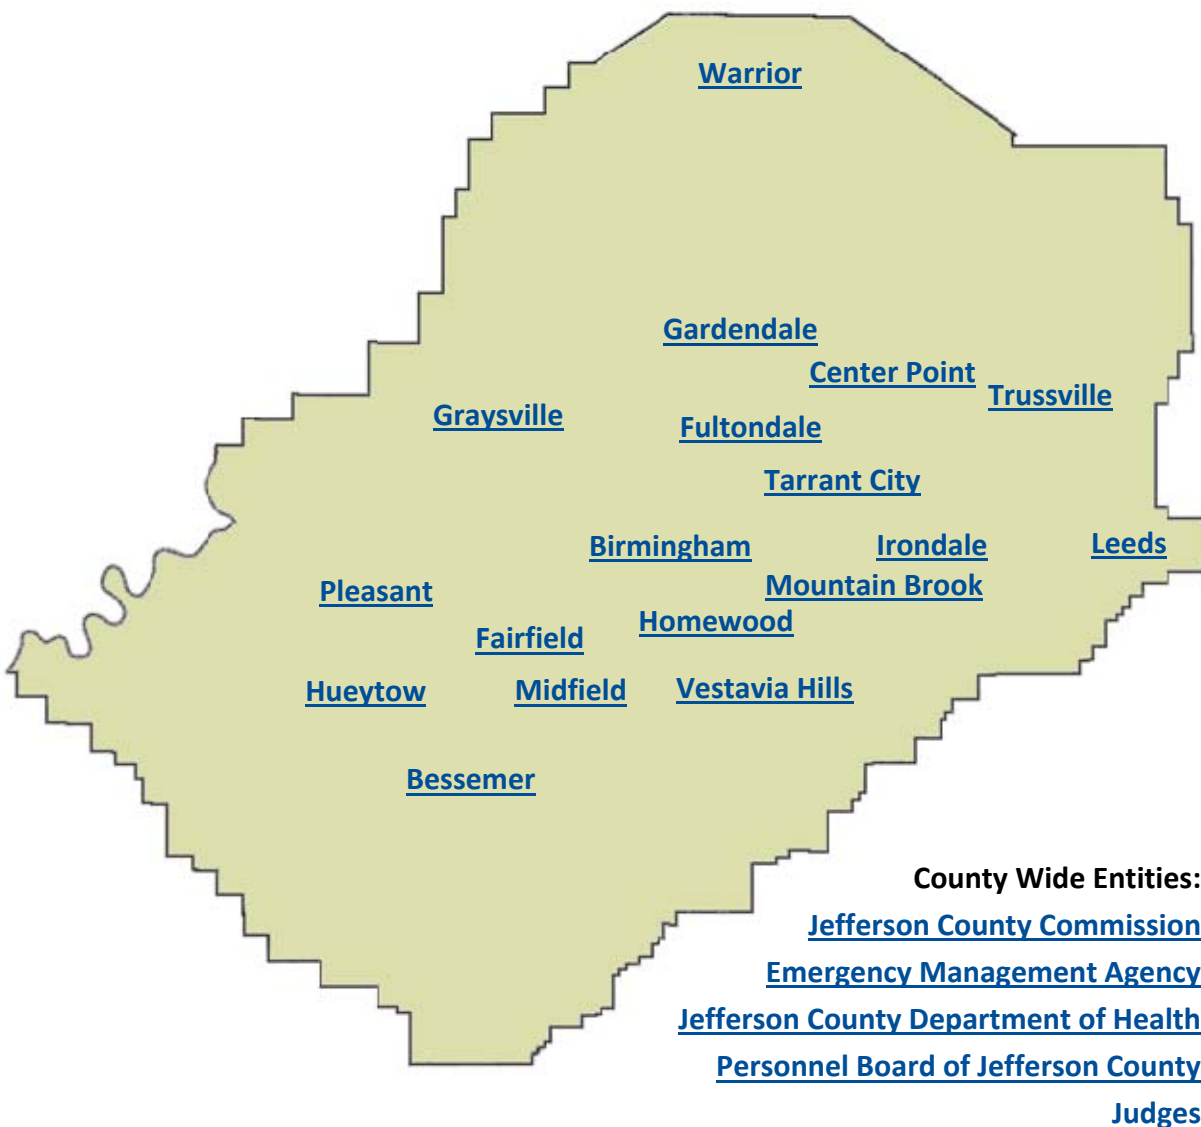 Warrior
Gardendale
Center Point
Trussville
Graysville
Fultondale
Tarrant City
Birmingham
Irondale
Leeds
Pleasant
Mountain Brook
Homewood
Fairfield
Hueytow
Midfield
Vestavia Hills
Bessemer
County Wide Entities:
Jefferson County Commission
Emergency Management Agency
Jefferson County Department of Health
Personnel Board of Jefferson County
Judges